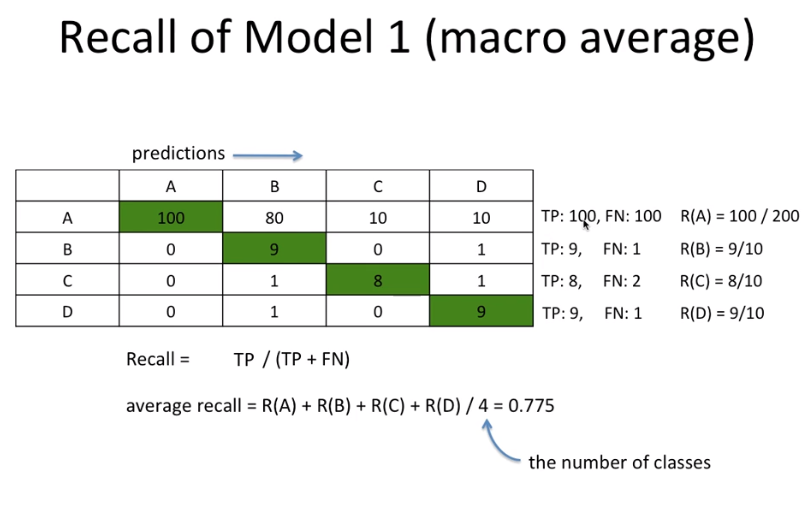 Recall of Model 1 (macro average)
predictions
A B C D
A 100 80 10 10 TP: 100, FN: 100 R(A) = 100 / 200
B 0 9 0 1 TP: 9, FN: 1 R(B) = 9/10
C 0 1 8 1 TP: 8, FN: 2 R(C) = 8/10
D 0 1 0 9 TP: 9, FN: 1 R(D) = 9/10
Recall = TP / (TP + FN)
average recall = R(A) + R(B) + R(C) + R(D) / 4 = 0.775
the number of classes